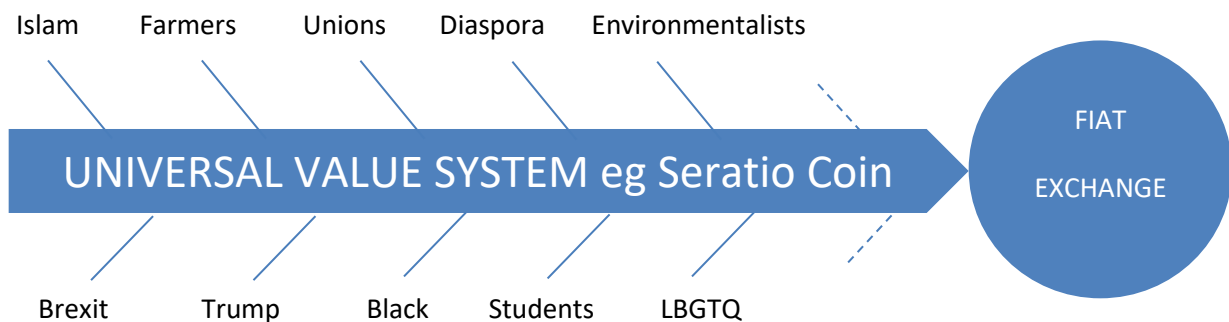 Islam Farmers Unions Diaspora Environmentalists
FIAT
UNIVERSAL VALUE SYSTEM eg Seratio Coin
EXCHANGE
Brexit Trump Black Students LBGTQ